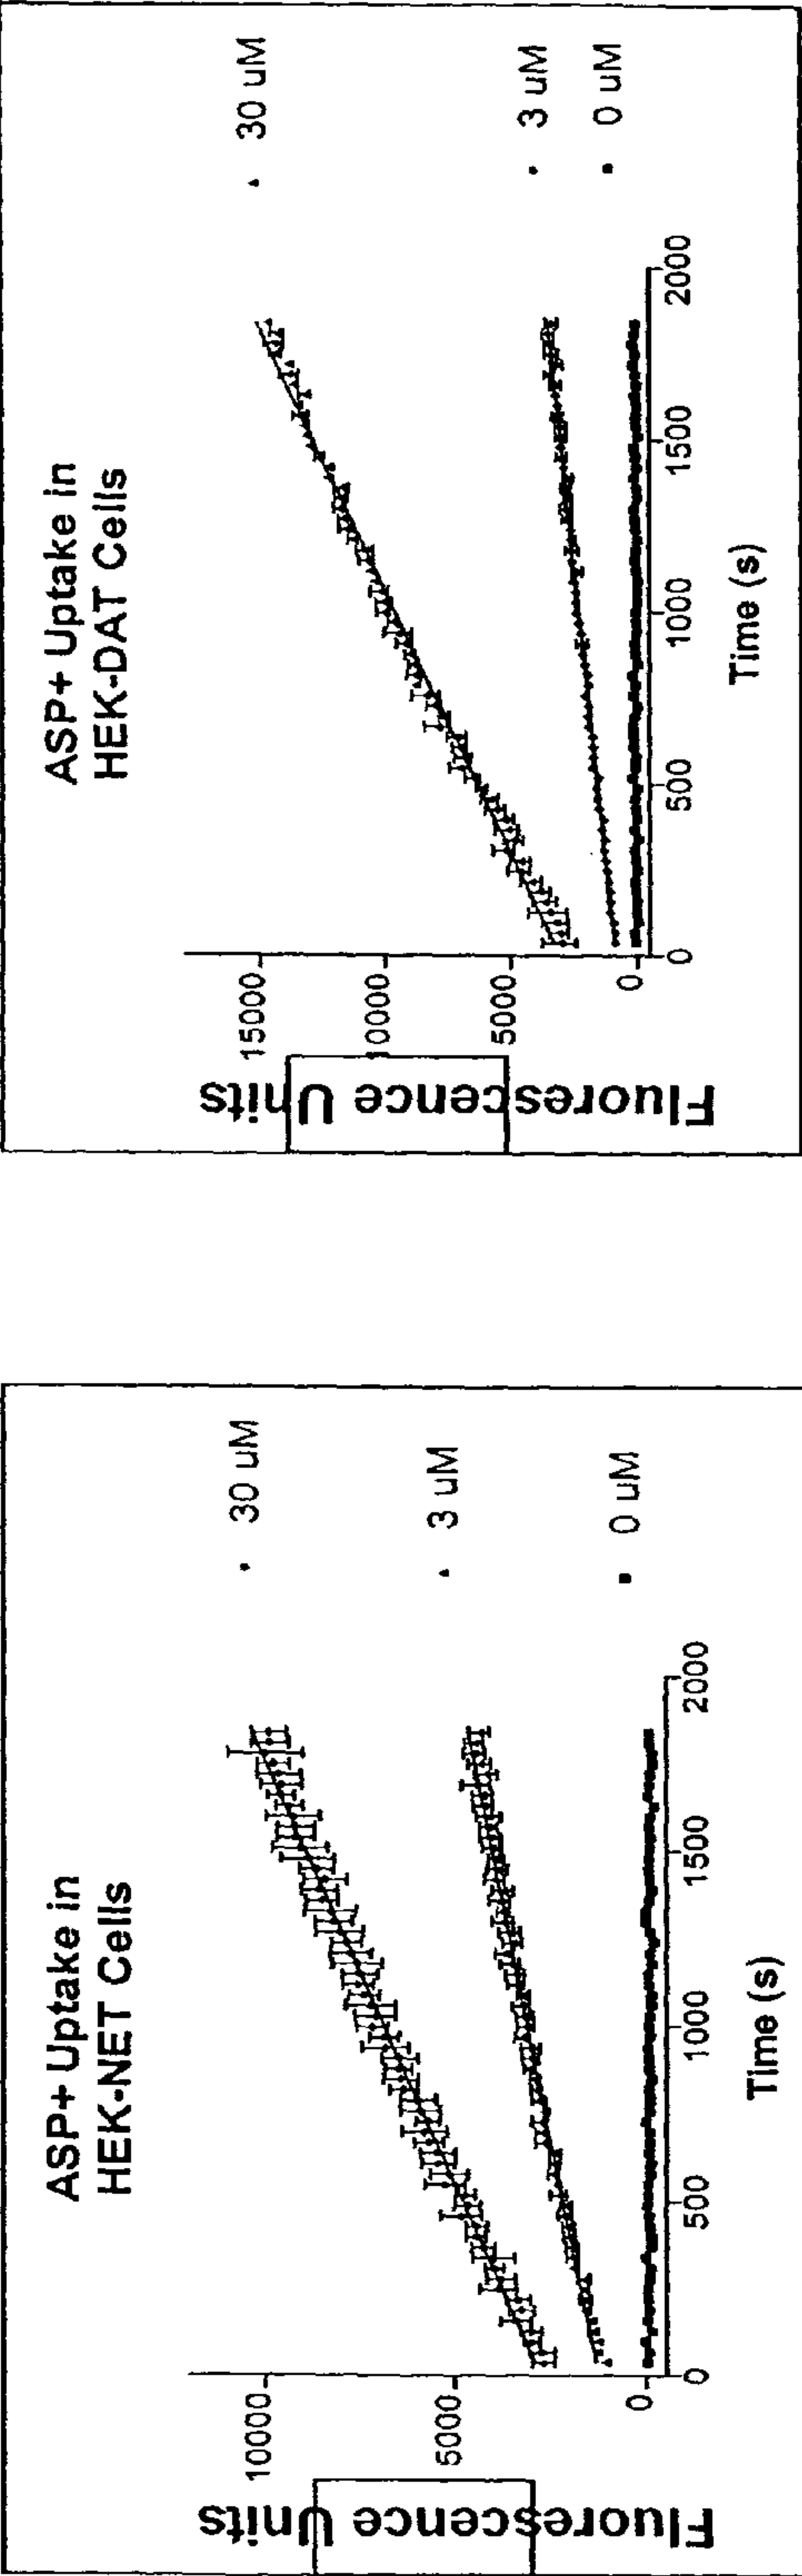 ASP+ Uptake in
HEK-NET Cells
Fluorescence Units
10000
5000
0
0
500
1000
1500
2000
Time (s)
30 uM
3 uM
0 uM
ASP+ Uptake in
HEK-DAT Cells
Fluorescence Units
15000
10000
5000
0
0
500
1000
1500
2000
Time (s)
30 uM
3 uM
0 uM